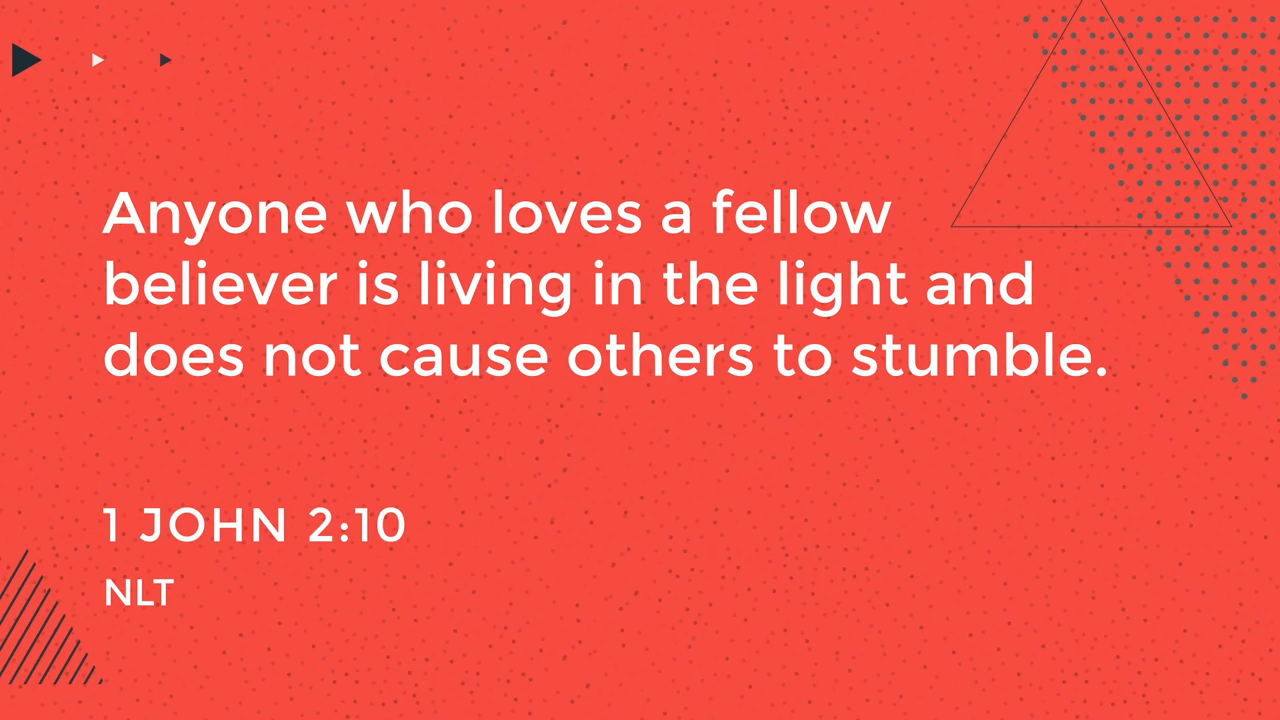 Anyone who loves a fellow
believer is living in the light and
does not cause others to stumble.
1 JOHN 2:10
NLT